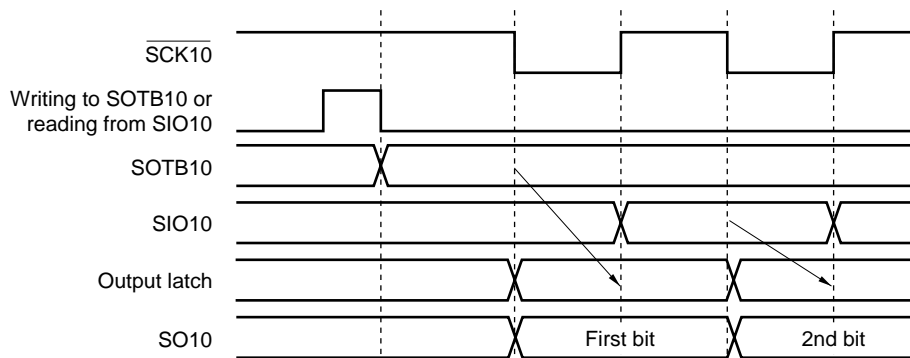 SCK10
Writing to SOTB10 or
reading from SIO10
SOTB10
SIO10
Output latch
SO10
First bit
2nd bit